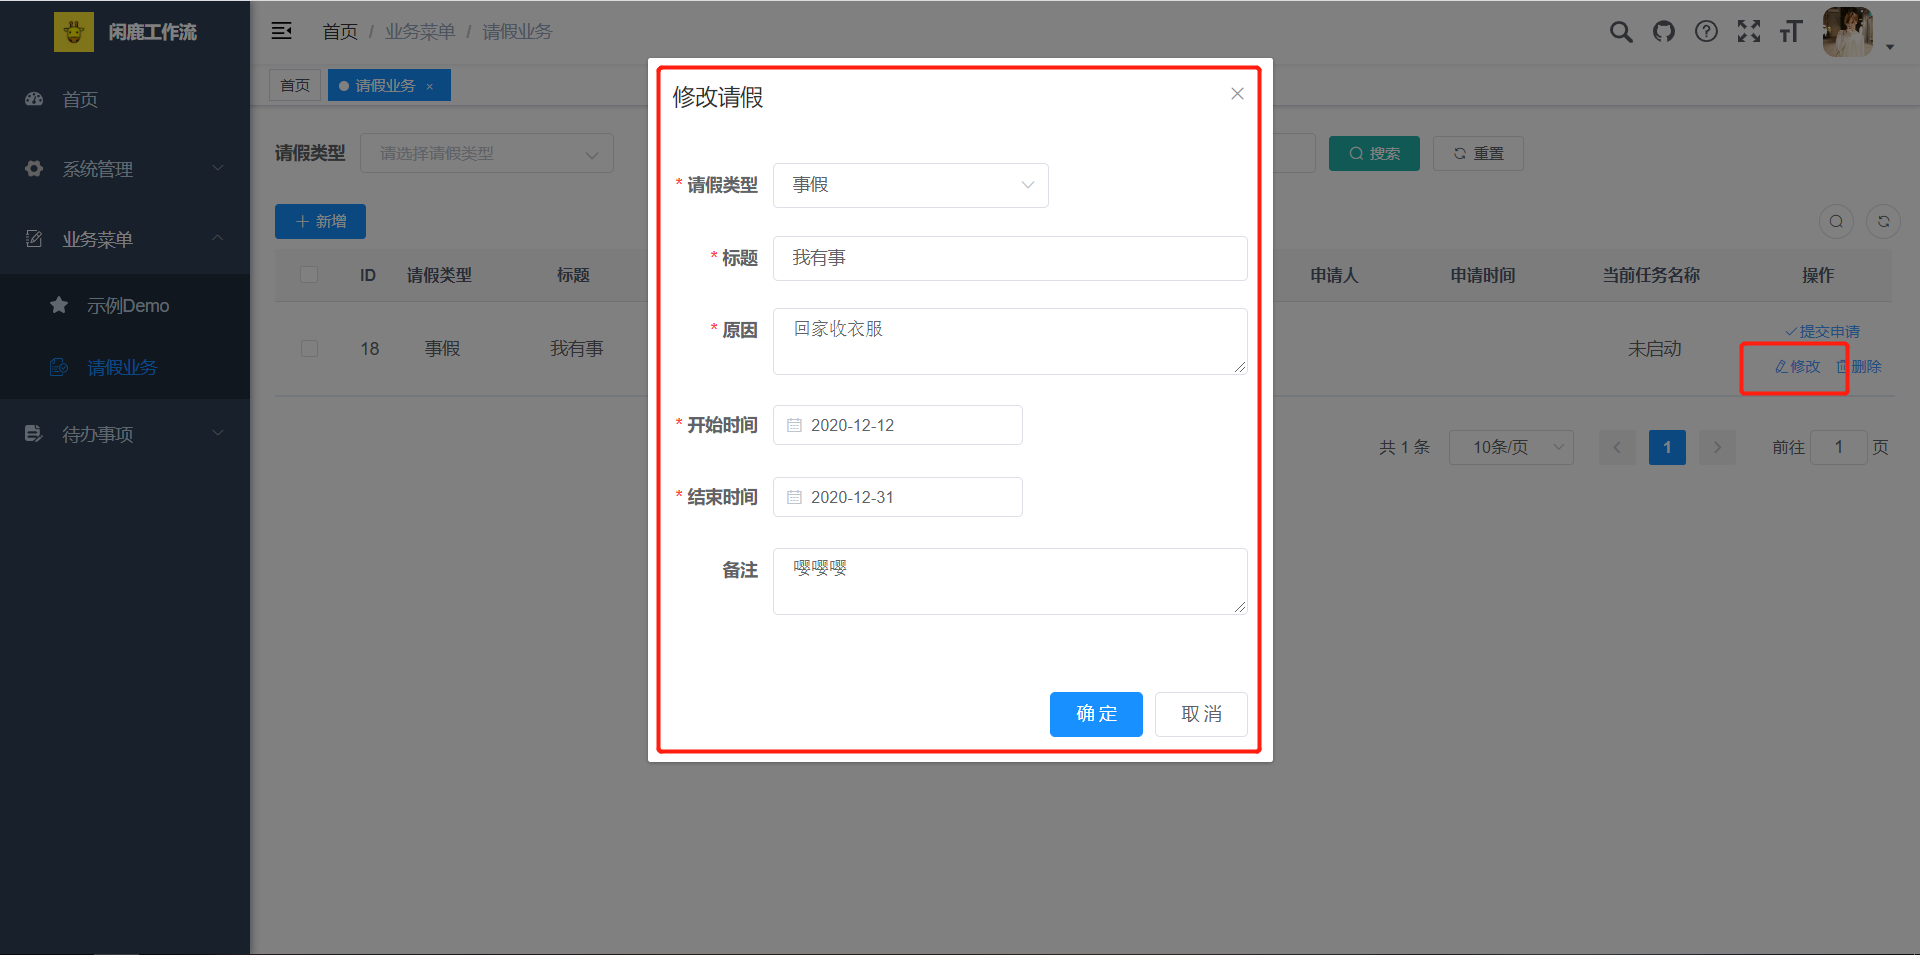 闲鹿工作流
首页
系统管理
业务菜单
示例Demo
请假业务
待办事项
首页 / 业务菜单 / 请假业务
首页
请假业务 ×
请假类型 请选择请假类型
搜索 重置
新增
ID 请假类型 标题 申请人 申请时间 当前任务名称 操作
18 事假 我有事 未启动 提交申请
修改 删除
共 1 条 10条/页 1 前往 1 页
修改请假
* 请假类型 事假
* 标题 我有事
* 原因 回家收衣服
* 开始时间 2020-12-12
* 结束时间 2020-12-31
备注 嘤嘤嘤
确 定 取 消